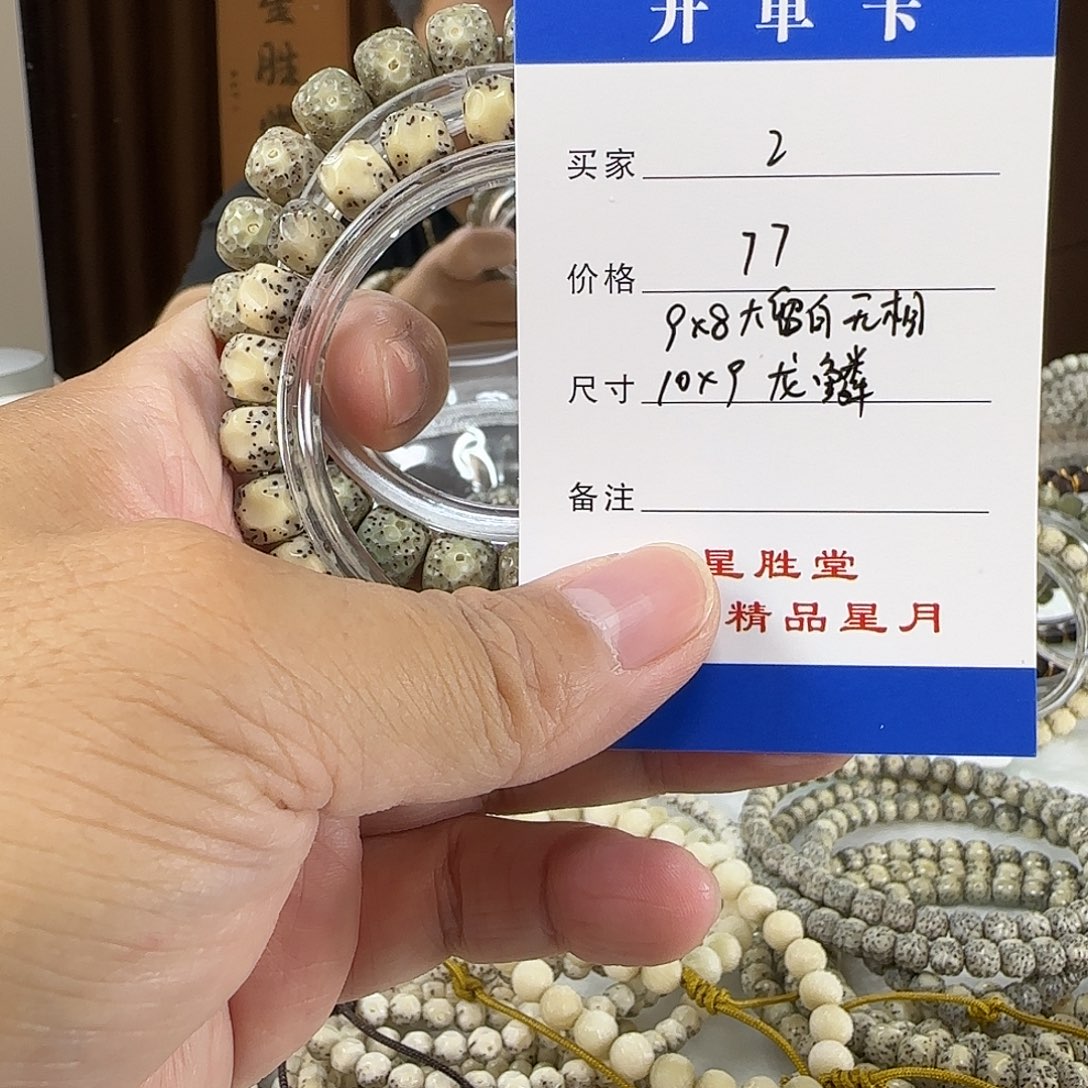 开单卡
买家 2
价格 77
9x8大留白无相
尺寸 10x9 龙鳞
备注
星胜堂
精品星月
胜